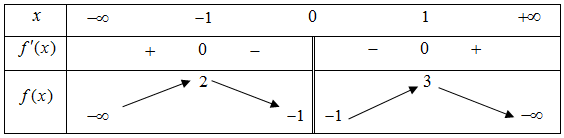 x −∞ −1 0 1 +∞
f′(x) + 0 − − 0 +
2 3
f(x)
−∞ −1 −1 −∞